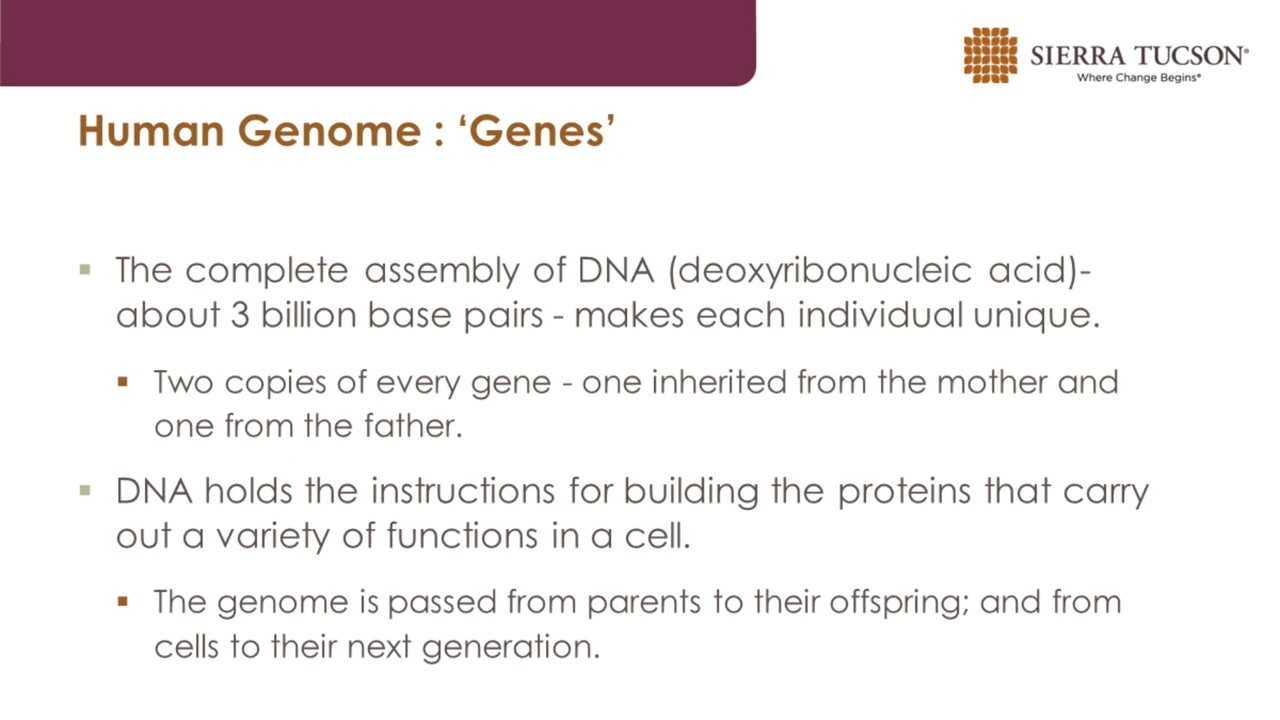 SIERRA TUCSON®
Where Change Begins®
Human Genome : ‘Genes’
▪ The complete assembly of DNA (deoxyribonucleic acid)-
about 3 billion base pairs - makes each individual unique.
▪ Two copies of every gene - one inherited from the mother and
one from the father.
▪ DNA holds the instructions for building the proteins that carry
out a variety of functions in a cell.
▪ The genome is passed from parents to their offspring; and from
cells to their next generation.